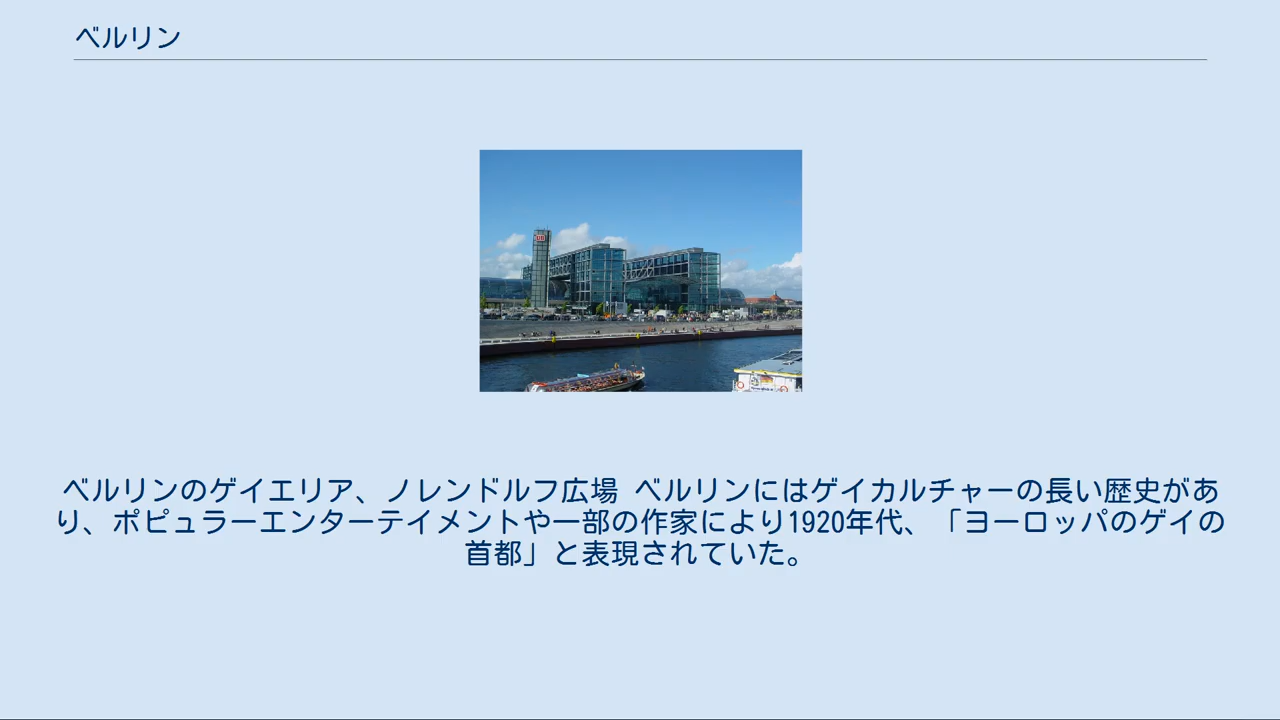 ベルリン
DB
ベルリンのゲイエリア、ノレンドルフ広場 ベルリンにはゲイカルチャーの長い歴史があ
り、ポピュラーエンターテイメントや一部の作家により1920年代、「ヨーロッパのゲイの
首都」と表現されていた。